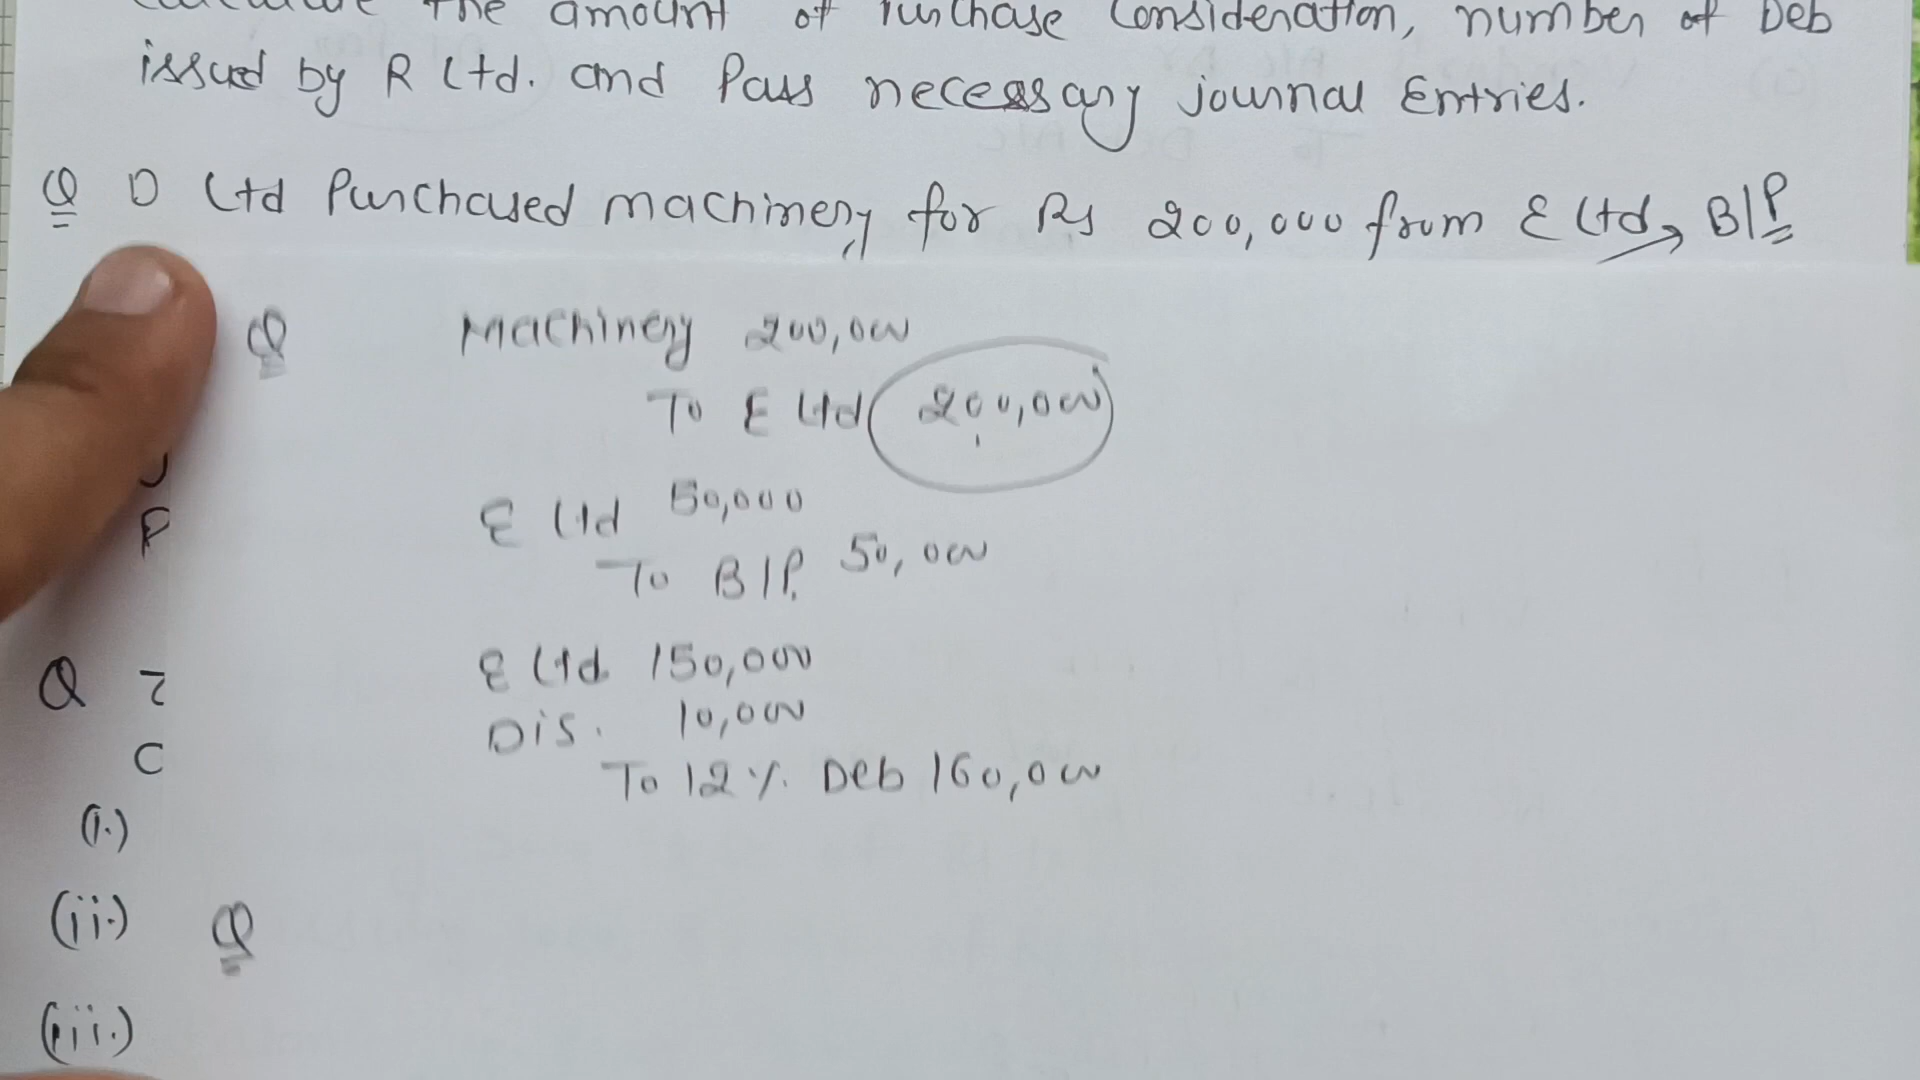 the amount of Purchase Consideration, number of Deb
issued by R Ltd. and Pass necessary journal Entries.
Q D Ltd Purchased machinery for Rs 200,000 from E Ltd, B/P
Q Machinery 200,000
To E Ltd 200,000
E Ltd 50,000
To B/P. 50,000
Q
E Ltd 150,000
Dis. 10,000
C
To 12% Deb 160,000
(i.)
(ii.) Q
(iii.)